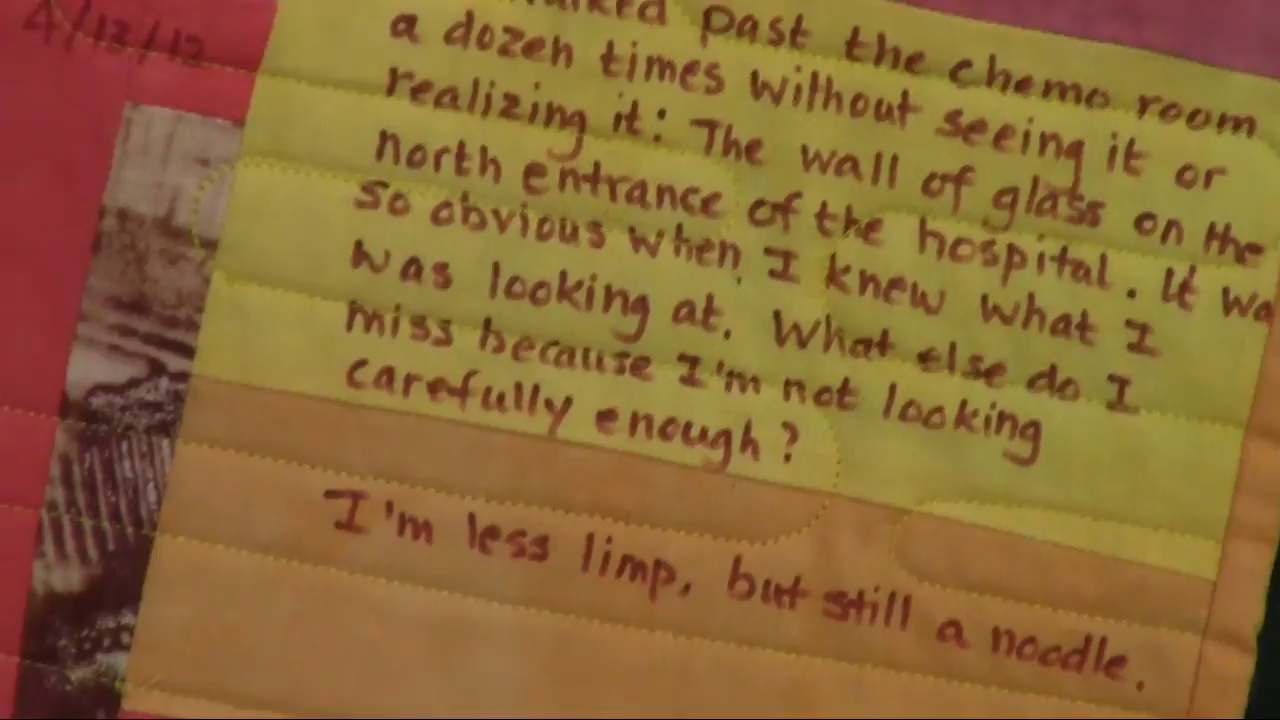 4/13/12
past the chemo room
a dozen times without seeing it or
realizing it: The wall of glass on the
north entrance of the hospital. It wa
so obvious when I knew what I
was looking at. What else do I
miss because I'm not looking
carefully enough?
I'm less limp, but still a noodle.